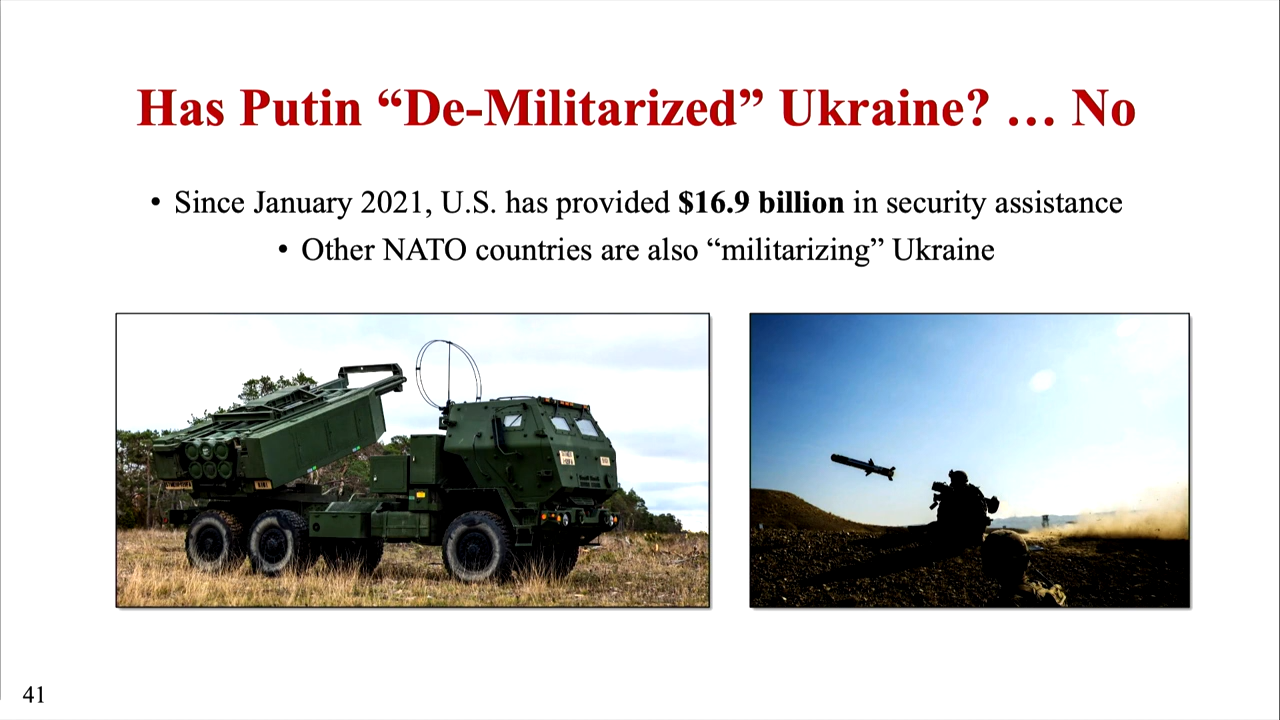 Has Putin “De-Militarized” Ukraine? … No
• Since January 2021, U.S. has provided $16.9 billion in security assistance
• Other NATO countries are also “militarizing” Ukraine
41